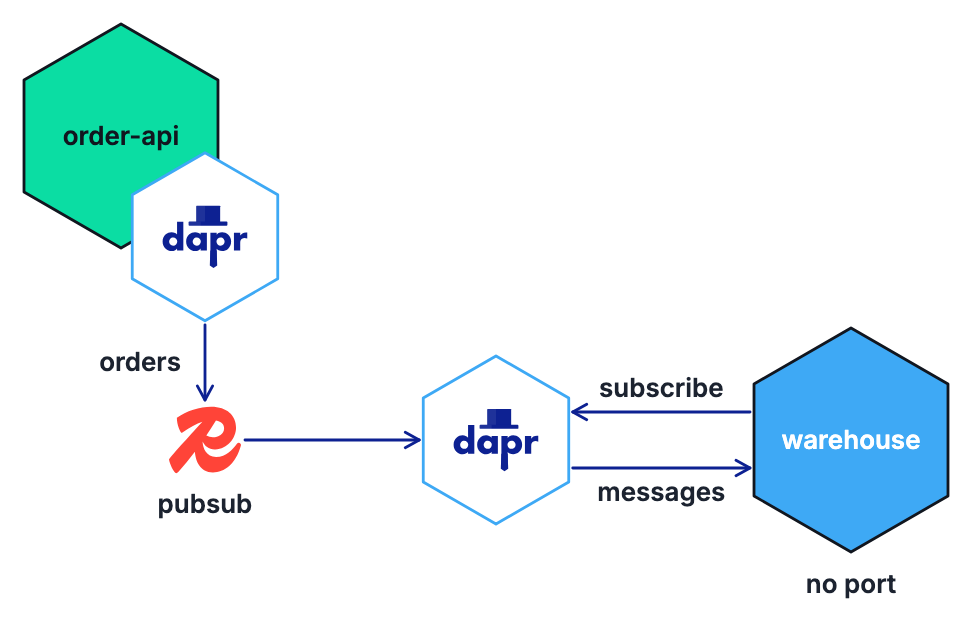 order-api
dapr
orders
pubsub
dapr
subscribe
messages
warehouse
no port